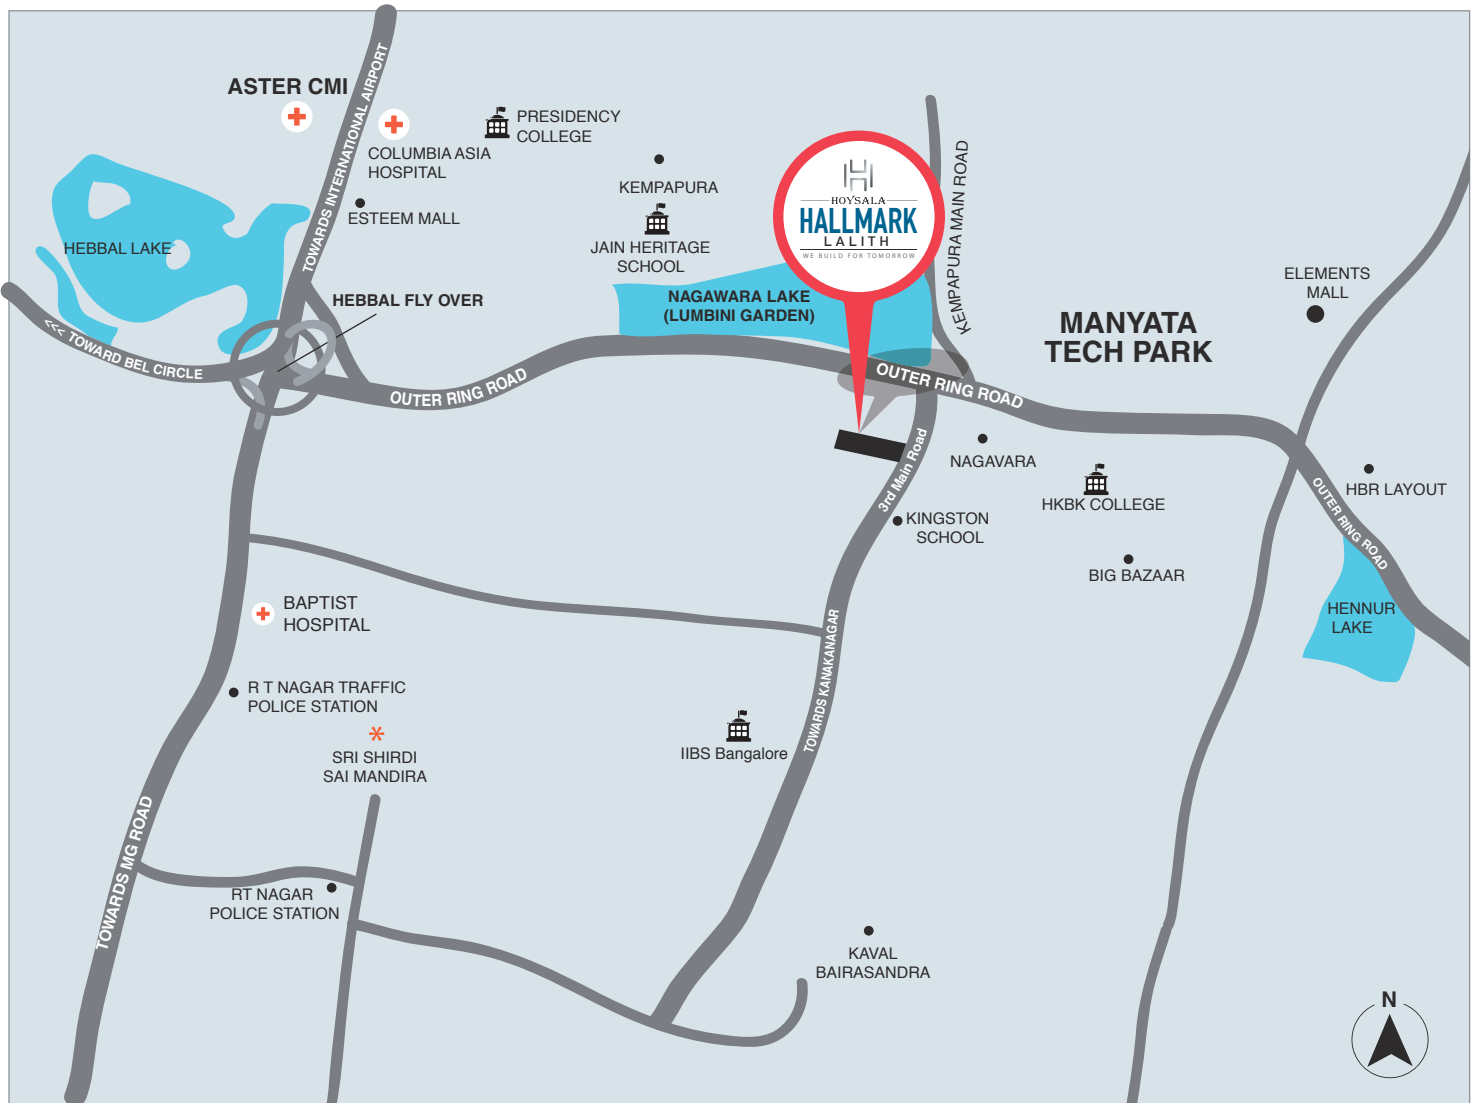 ASTER CMI
TOWARDS INTERNATIONAL AIRPORT
COLUMBIA ASIA
HOSPITAL
PRESIDENCY
COLLEGE
ESTEEM MALL
KEMPAPURA
JAIN HERITAGE
SCHOOL
HEBBAL LAKE
HEBBAL FLY OVER
<<< TOWARD BEL CIRCLE
OUTER RING ROAD
NAGAWARA LAKE
(LUMBINI GARDEN)
HOYSALA
HALLMARK
LALITH
WE BUILD FOR TOMORROW
KEMPAPURA MAIN ROAD
MANYATA
TECH PARK
ELEMENTS
MALL
OUTER RING ROAD
3rd Main Road
NAGAVARA
HKBK COLLEGE
HBR LAYOUT
OUTER RING ROAD
KINGSTON
SCHOOL
BIG BAZAAR
HENNUR
LAKE
BAPTIST
HOSPITAL
TOWARDS KANAKANAGAR
R T NAGAR TRAFFIC
POLICE STATION
SRI SHIRDI
SAI MANDIRA
IIBS Bangalore
TOWARDS MG ROAD
RT NAGAR
POLICE STATION
KAVAL
BAIRASANDRA
N